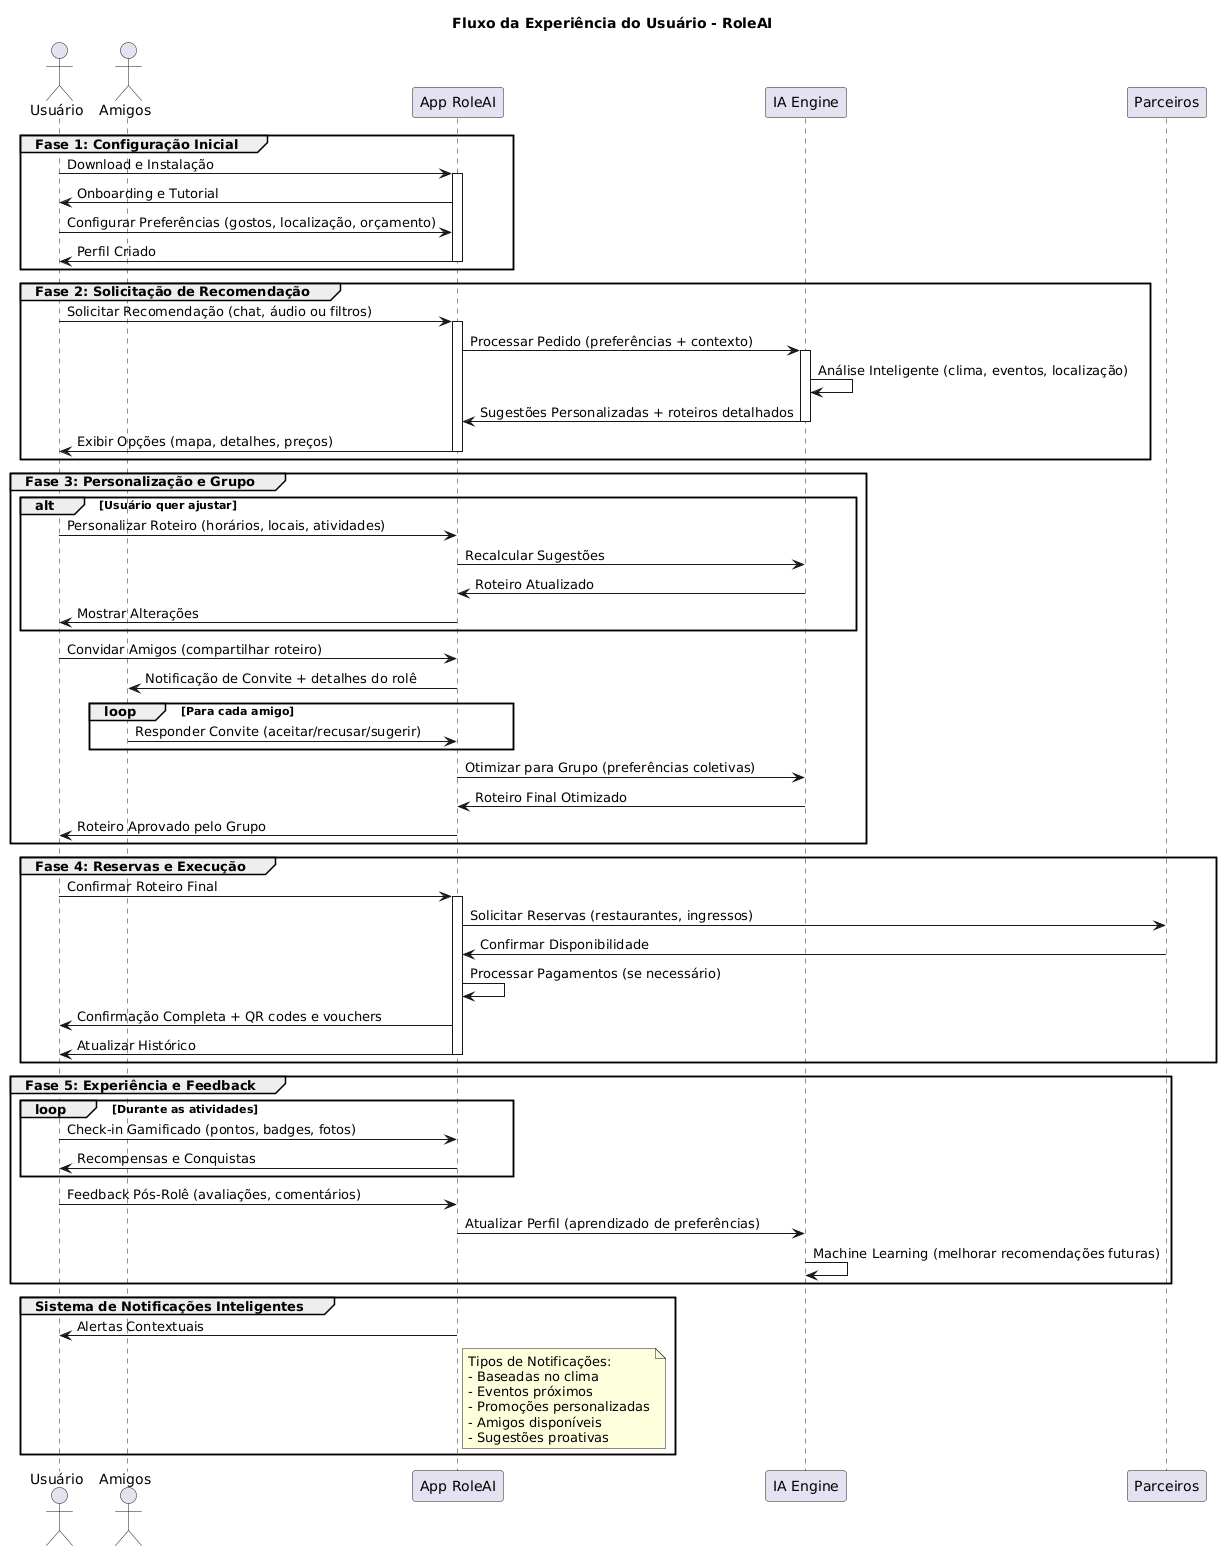 Fluxo da Experiência do Usuário - RoleAI
Usuário
Amigos
App RoleAI
IA Engine
Parceiros
Fase 1: Configuração Inicial
Download e Instalação
Onboarding e Tutorial
Configurar Preferências (gostos, localização, orçamento)
Perfil Criado
Fase 2: Solicitação de Recomendação
Solicitar Recomendação (chat, áudio ou filtros)
Processar Pedido (preferências + contexto)
Análise Inteligente (clima, eventos, localização)
Sugestões Personalizadas + roteiros detalhados
Exibir Opções (mapa, detalhes, preços)
Fase 3: Personalização e Grupo
alt [Usuário quer ajustar]
Personalizar Roteiro (horários, locais, atividades)
Recalcular Sugestões
Roteiro Atualizado
Mostrar Alterações
Convidar Amigos (compartilhar roteiro)
Notificação de Convite + detalhes do rolê
loop [Para cada amigo]
Responder Convite (aceitar/recusar/sugerir)
Otimizar para Grupo (preferências coletivas)
Roteiro Final Otimizado
Roteiro Aprovado pelo Grupo
Fase 4: Reservas e Execução
Confirmar Roteiro Final
Solicitar Reservas (restaurantes, ingressos)
Confirmar Disponibilidade
Processar Pagamentos (se necessário)
Confirmação Completa + QR codes e vouchers
Atualizar Histórico
Fase 5: Experiência e Feedback
loop [Durante as atividades]
Check-in Gamificado (pontos, badges, fotos)
Recompensas e Conquistas
Feedback Pós-Rolê (avaliações, comentários)
Atualizar Perfil (aprendizado de preferências)
Machine Learning (melhorar recomendações futuras)
Sistema de Notificações Inteligentes
Alertas Contextuais
Tipos de Notificações:
- Baseadas no clima
- Eventos próximos
- Promoções personalizadas
- Amigos disponíveis
- Sugestões proativas
Usuário
Amigos
App RoleAI
IA Engine
Parceiros